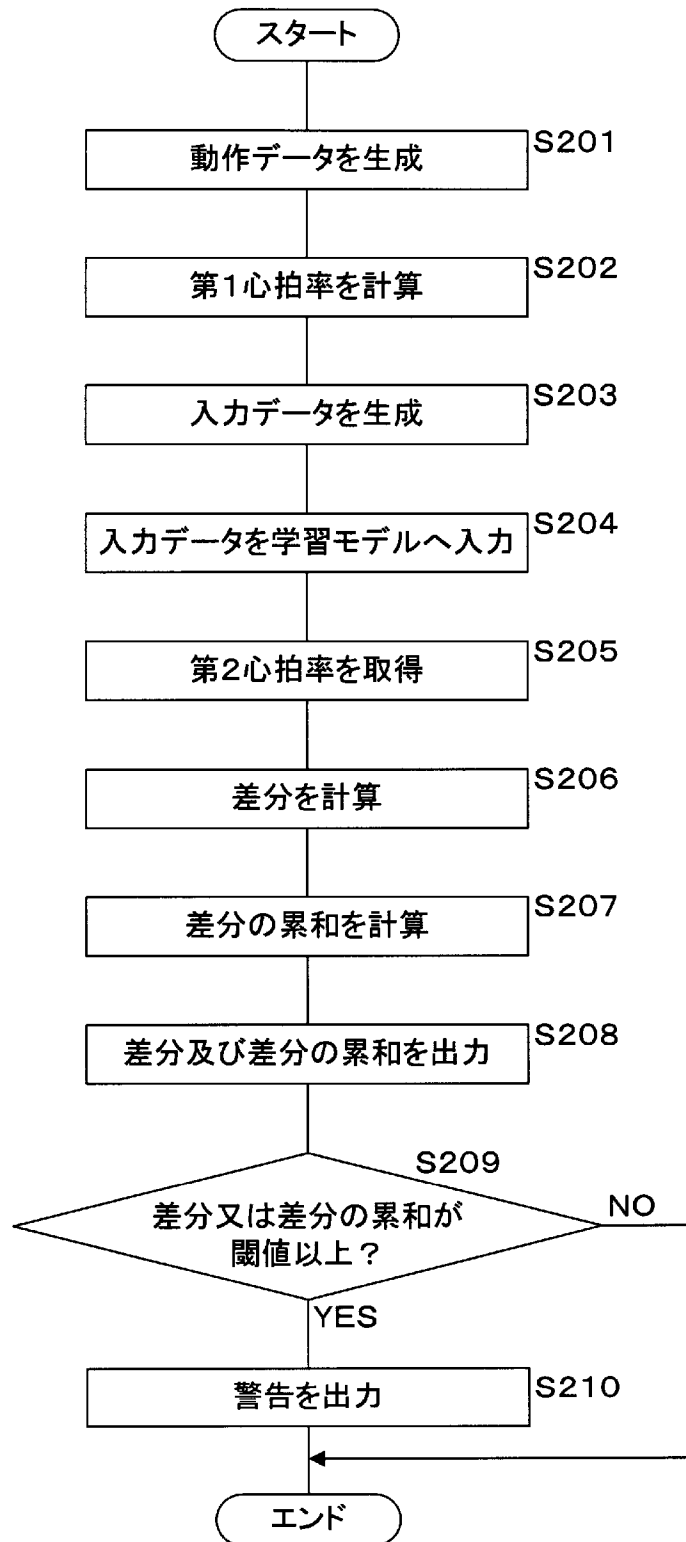 スタート
動作データを生成
S201
第1心拍率を計算
S202
入力データを生成
S203
入力データを学習モデルへ入力
S204
第2心拍率を取得
S205
差分を計算
S206
差分の累和を計算
S207
差分及び差分の累和を出力
S208
S209
差分又は差分の累和が
閾値以上?
NO
YES
警告を出力
S210
エンド